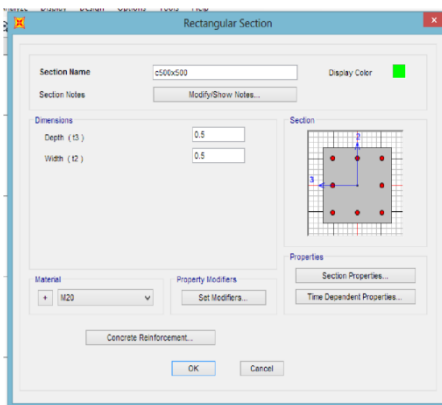 Rectangular Section
Section Name
c500x500
Display Color
Section Notes
Modify/Show Notes...
Dimensions
Depth ( t3 )
0.5
Width ( t2 )
0.5
Section
2
3
Properties
Section Properties...
Time Dependent Properties...
Material
+
M20
Property Modifiers
Set Modifiers...
Concrete Reinforcement...
OK
Cancel